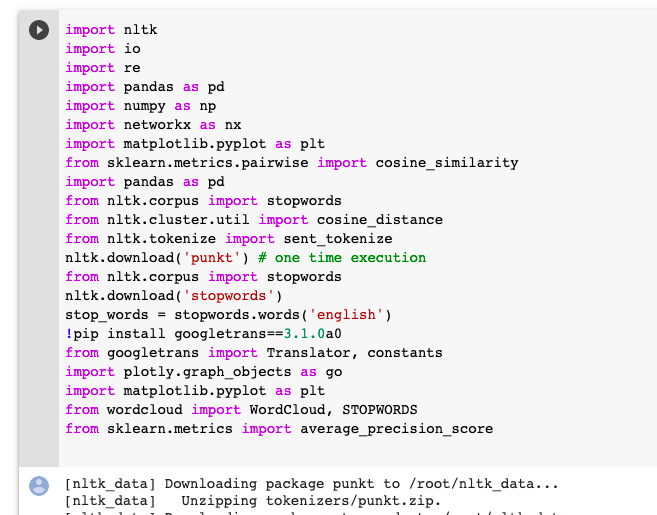 import nltk
import io
import re
import pandas as pd
import numpy as np
import networkx as nx
import matplotlib.pyplot as plt
from sklearn.metrics.pairwise import cosine_similarity
import pandas as pd
from nltk.corpus import stopwords
from nltk.cluster.util import cosine_distance
from nltk.tokenize import sent_tokenize
nltk.download('punkt') # one time execution
from nltk.corpus import stopwords
nltk.download('stopwords')
stop_words = stopwords.words('english')
!pip install googletrans==3.1.0a0
from googletrans import Translator, constants
import plotly.graph_objects as go
import matplotlib.pyplot as plt
from wordcloud import WordCloud, STOPWORDS
from sklearn.metrics import average_precision_score
[nltk_data] Downloading package punkt to /root/nltk_data...
[nltk_data]   Unzipping tokenizers/punkt.zip.